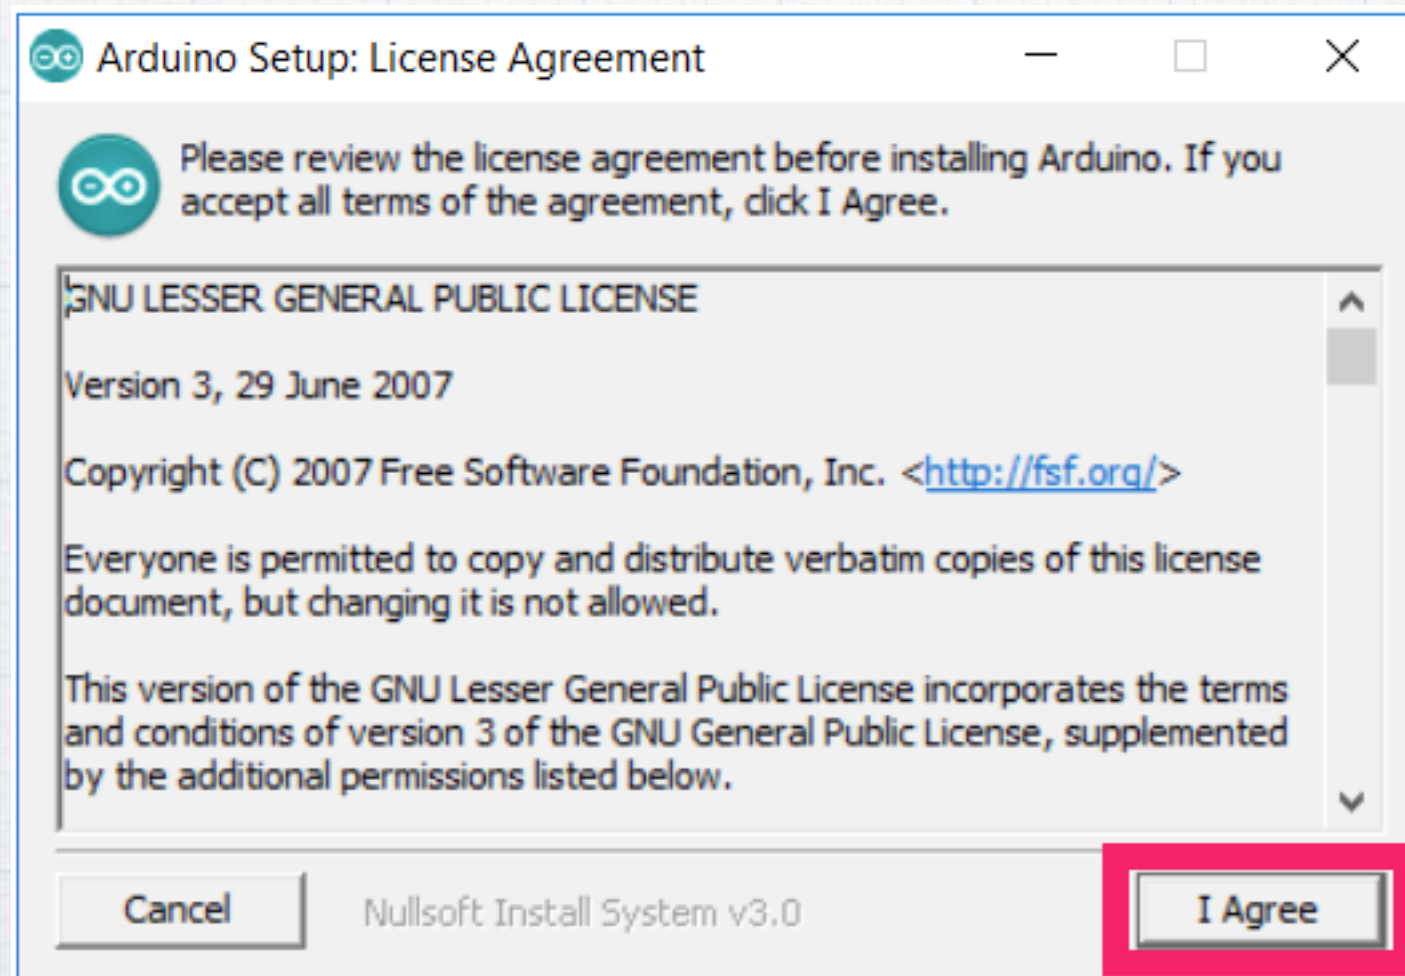 Arduino Setup: License Agreement
Please review the license agreement before installing Arduino. If you
accept all terms of the agreement, click I Agree.
GNU LESSER GENERAL PUBLIC LICENSE
Version 3, 29 June 2007
Copyright (C) 2007 Free Software Foundation, Inc. <http://fsf.org/>
Everyone is permitted to copy and distribute verbatim copies of this license
document, but changing it is not allowed.
This version of the GNU Lesser General Public License incorporates the terms
and conditions of version 3 of the GNU General Public License, supplemented
by the additional permissions listed below.
Cancel Nullsoft Install System v3.0 I Agree